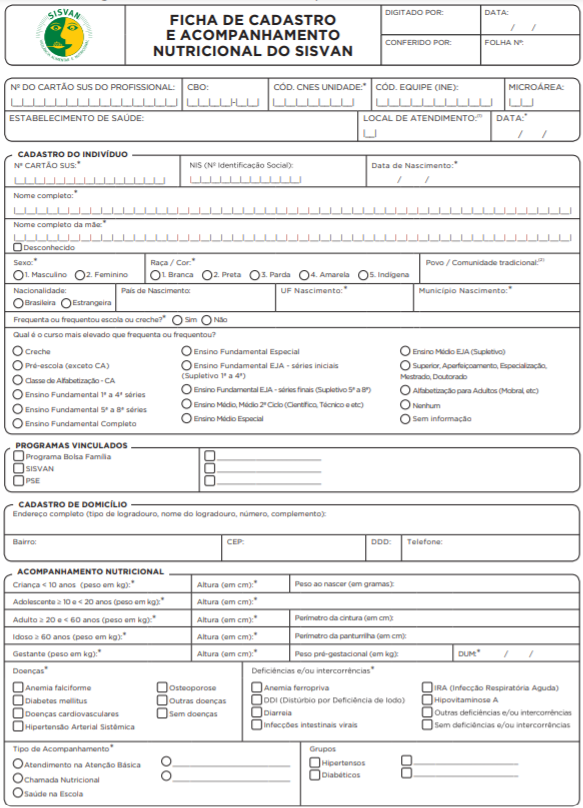 SISVAN
FICHA DE CADASTRO
E ACOMPANHAMENTO
NUTRICIONAL DO SISVAN
DIGITADO POR:
DATA:
/ /
CONFERIDO POR:
FOLHA Nº:
Nº DO CARTÃO SUS DO PROFISSIONAL:
CBO:
CÓD. CNES UNIDADE:*
CÓD. EQUIPE (INE):
MICROÁREA:
ESTABELECIMENTO DE SAÚDE:
LOCAL DE ATENDIMENTO:(1)
DATA:*
/ /
CADASTRO DO INDIVÍDUO
Nº CARTÃO SUS:*
NIS (Nº Identificação Social):
Data de Nascimento:*
/ /
Nome completo:*
Nome completo da mãe:*
Desconhecido
Sexo:*
1. Masculino 2. Feminino
Raça / Cor:*
1. Branca 2. Preta 3. Parda 4. Amarela 5. Indígena
Povo / Comunidade tradicional:(2)
Nacionalidade:
Brasileira Estrangeira
País de Nascimento:
UF Nascimento:*
Município Nascimento:*
Frequenta ou frequentou escola ou creche?* Sim Não
Qual é o curso mais elevado que frequenta ou frequentou?
Creche
Pré-escola (exceto CA)
Classe de Alfabetização - CA
Ensino Fundamental 1ª a 4ª séries
Ensino Fundamental 5ª a 8ª séries
Ensino Fundamental Completo
Ensino Fundamental Especial
Ensino Fundamental EJA - séries iniciais
(Supletivo 1ª a 4ª)
Ensino Fundamental EJA - séries finais (Supletivo 5ª a 8ª)
Ensino Médio, Médio 2º Ciclo (Científico, Técnico e etc)
Ensino Médio Especial
Ensino Médio EJA (Supletivo)
Superior, Aperfeiçoamento, Especialização,
Mestrado, Doutorado
Alfabetização para Adultos (Mobral, etc)
Nenhum
Sem informação
PROGRAMAS VINCULADOS
Programa Bolsa Família
SISVAN
PSE
CADASTRO DE DOMICÍLIO
Endereço completo (tipo de logradouro, nome do logradouro, número, complemento):
Bairro:
CEP:
DDD:
Telefone:
ACOMPANHAMENTO NUTRICIONAL
Criança < 10 anos (peso em kg):* Altura (em cm):* Peso ao nascer (em gramas):
Adolescente ≥ 10 e < 20 anos (peso em kg):* Altura (em cm):*
Adulto ≥ 20 e < 60 anos (peso em kg):* Altura (em cm):* Perímetro da cintura (em cm):
Idoso ≥ 60 anos (peso em kg):* Altura (em cm):* Perímetro da panturrilha (em cm):
Gestante (peso em kg):* Altura (em cm):* Peso pré-gestacional (em kg): DUM:* / /
Doenças*
Anemia falciforme
Diabetes mellitus
Doenças cardiovasculares
Hipertensão Arterial Sistêmica
Osteoporose
Outras doenças
Sem doenças
Deficiências e/ou intercorrências*
Anemia ferropriva
DDI (Distúrbio por Deficiência de Iodo)
Diarreia
Infecções intestinais virais
IRA (Infecção Respiratória Aguda)
Hipovitaminose A
Outras deficiências e/ou intercorrências
Sem deficiências e/ou intercorrências
Tipo de Acompanhamento*
Atendimento na Atenção Básica
Chamada Nutricional
Saúde na Escola
Grupos
Hipertensos
Diabéticos